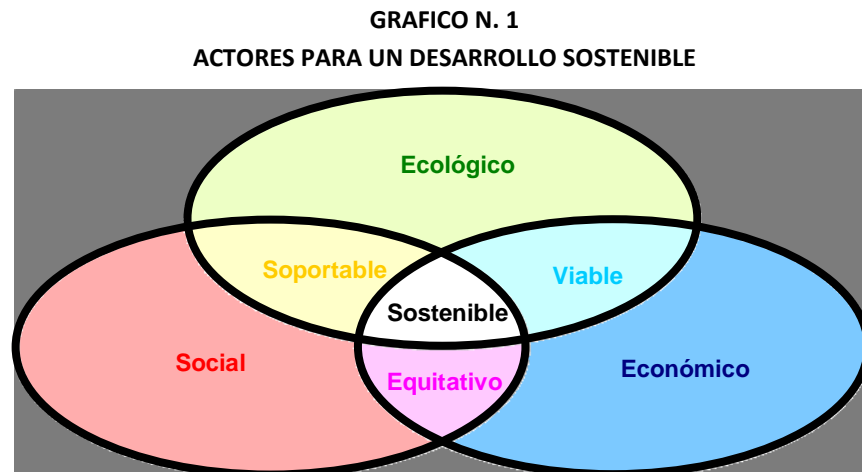 GRAFICO N. 1
ACTORES PARA UN DESARROLLO SOSTENIBLE
Ecológico
Soportable
Viable
Sostenible
Social
Equitativo
Económico